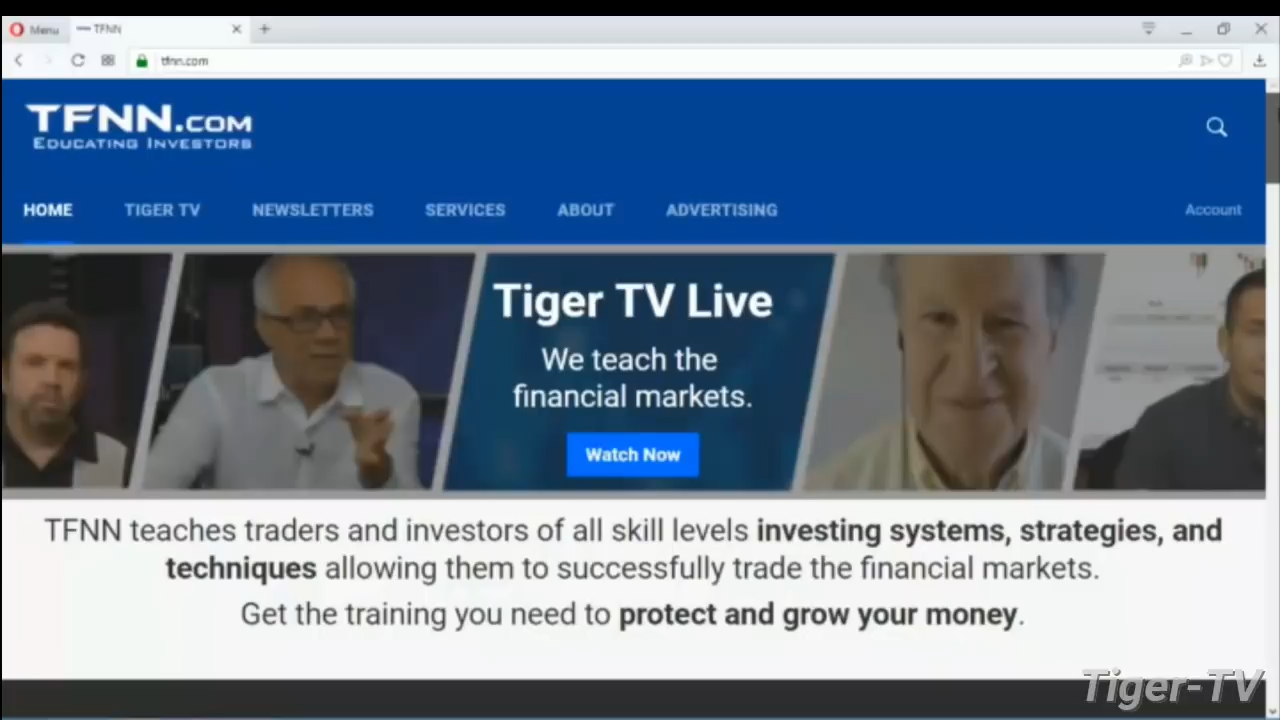 Menu
TFNN
tfnn.com
TFNN.COM
EDUCATING INVESTORS
HOME TIGER TV NEWSLETTERS SERVICES ABOUT ADVERTISING Account
Tiger TV Live
We teach the
financial markets.
Watch Now
TFNN teaches traders and investors of all skill levels investing systems, strategies, and
techniques allowing them to successfully trade the financial markets.
Get the training you need to protect and grow your money.
Tiger-TV